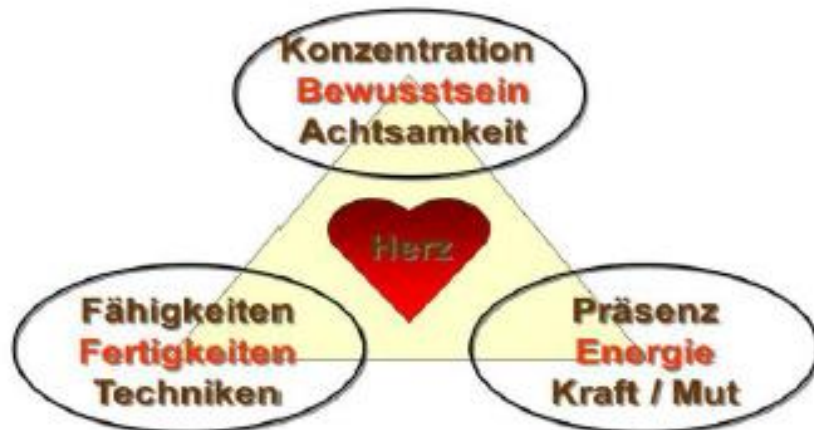 Konzentration
Bewusstsein
Achtsamkeit
Herz
Fähigkeiten
Fertigkeiten
Techniken
Präsenz
Energie
Kraft / Mut